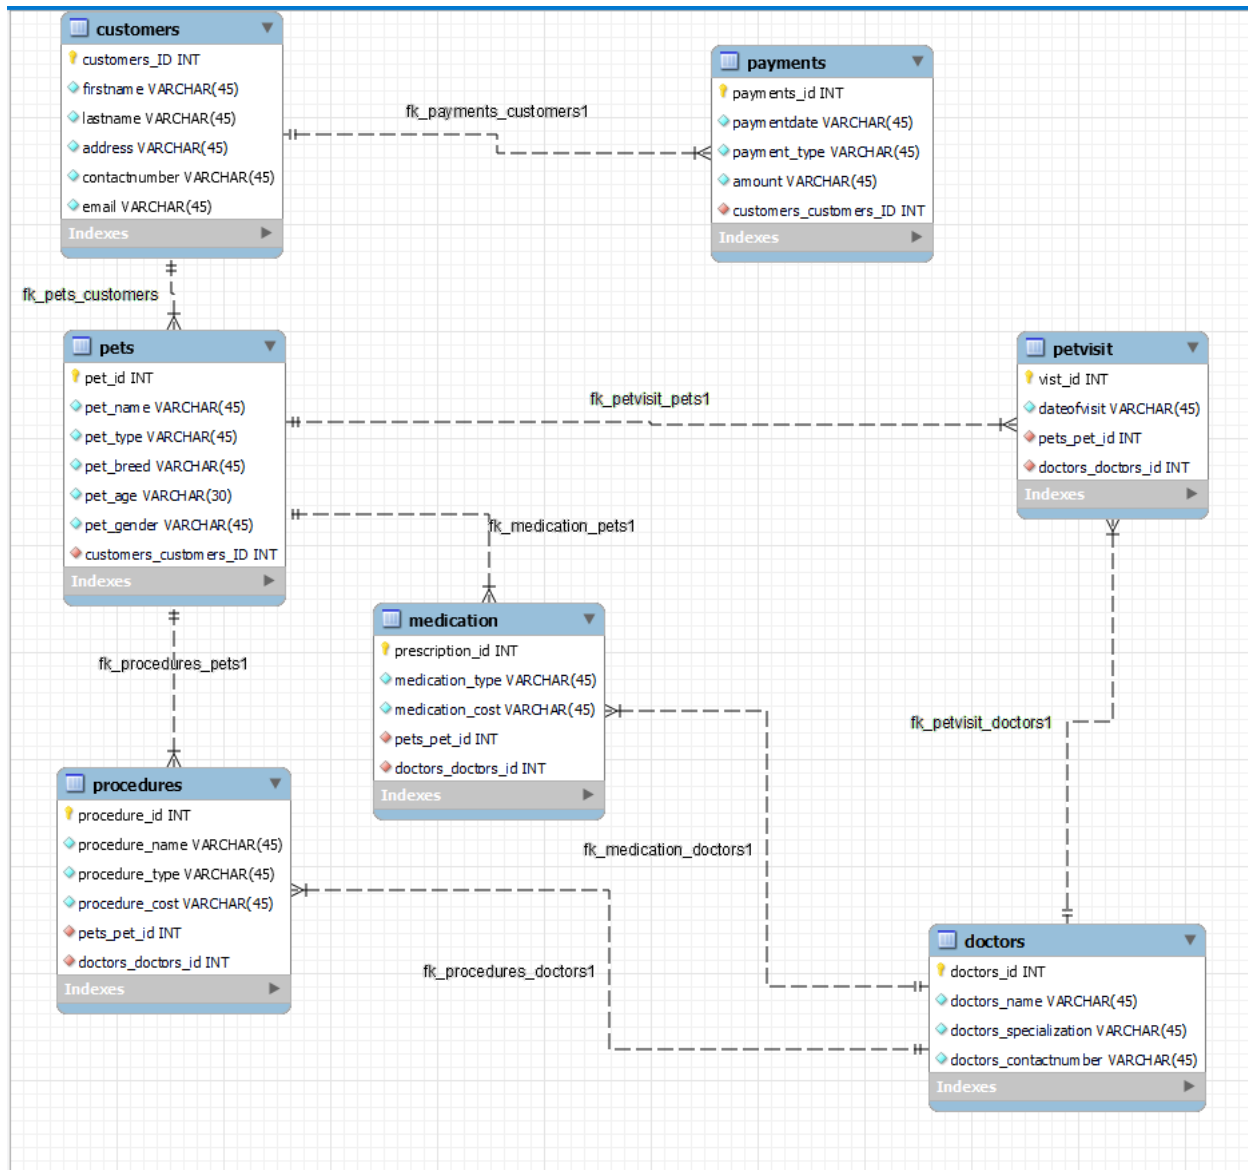 customers
customers_ID INT
firstname VARCHAR(45)
lastname VARCHAR(45)
address VARCHAR(45)
contactnumber VARCHAR(45)
email VARCHAR(45)
Indexes
fk_payments_customers1
payments
payments_id INT
paymentdate VARCHAR(45)
payment_type VARCHAR(45)
amount VARCHAR(45)
customers_customers_ID INT
Indexes
fk_pets_customers
pets
pet_id INT
pet_name VARCHAR(45)
pet_type VARCHAR(45)
pet_breed VARCHAR(45)
pet_age VARCHAR(30)
pet_gender VARCHAR(45)
customers_customers_ID INT
Indexes
fk_petvisit_pets1
petvisit
vist_id INT
dateofvisit VARCHAR(45)
pets_pet_id INT
doctors_doctors_id INT
Indexes
fk_medication_pets1
medication
prescription_id INT
medication_type VARCHAR(45)
medication_cost VARCHAR(45)
pets_pet_id INT
doctors_doctors_id INT
Indexes
fk_procedures_pets1
fk_petvisit_doctors1
procedures
procedure_id INT
procedure_name VARCHAR(45)
procedure_type VARCHAR(45)
procedure_cost VARCHAR(45)
pets_pet_id INT
doctors_doctors_id INT
Indexes
fk_medication_doctors1
fk_procedures_doctors1
doctors
doctors_id INT
doctors_name VARCHAR(45)
doctors_specialization VARCHAR(45)
doctors_contactnumber VARCHAR(45)
Indexes